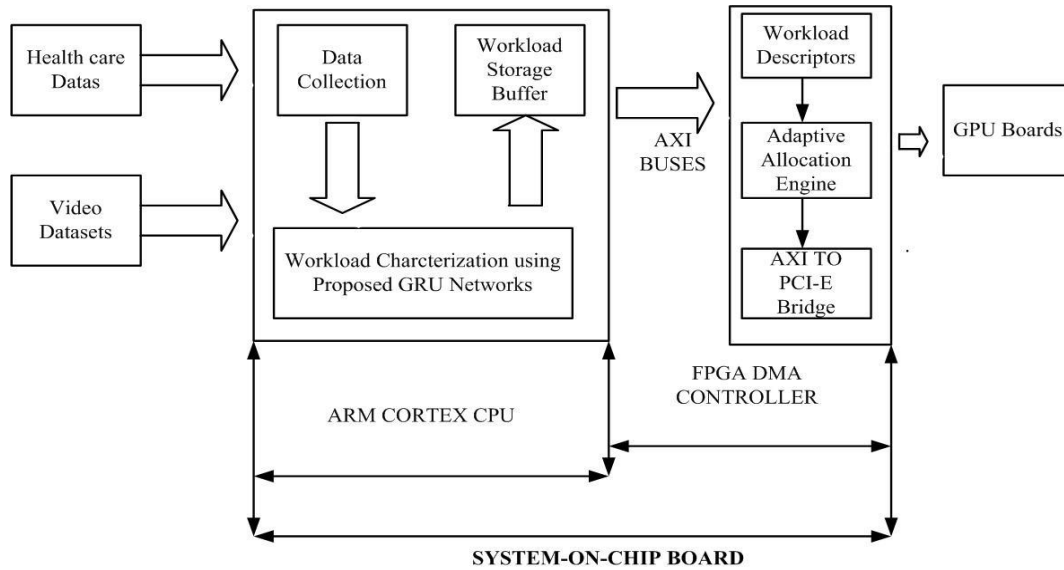 Health care
Datas
Video
Datasets
Data
Collection
Workload
Storage
Buffer
Workload Charcterization using
Proposed GRU Networks
AXI
BUSES
Workload
Descriptors
Adaptive
Allocation
Engine
AXI TO
PCI-E
Bridge
GPU Boards
ARM CORTEX CPU
FPGA DMA
CONTROLLER
SYSTEM-ON-CHIP BOARD